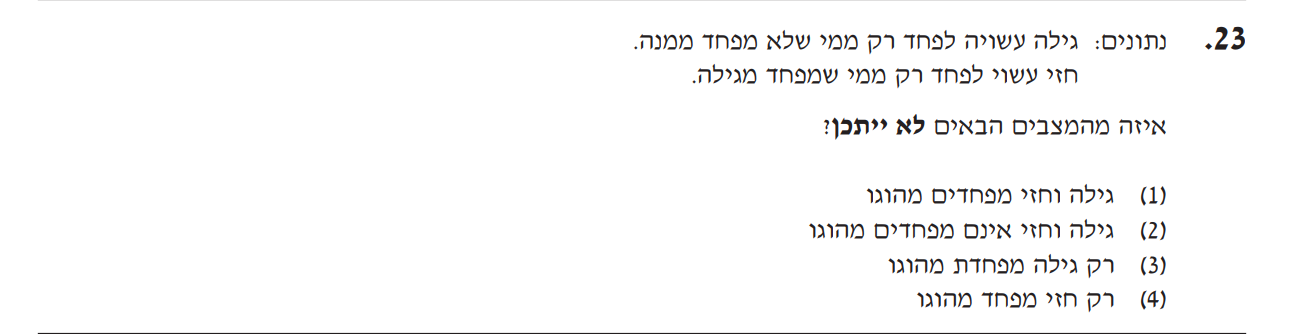 23. נתונים: גילה עשויה לפחד רק ממי שלא מפחד ממנה.
חזי עשוי לפחד רק ממי שמפחד מגילה.
איזה מהמצבים הבאים לא ייתכן?
(1) גילה וחזי מפחדים מהוגו
(2) גילה וחזי אינם מפחדים מהוגו
(3) רק גילה מפחדת מהוגו
(4) רק חזי מפחד מהוגו